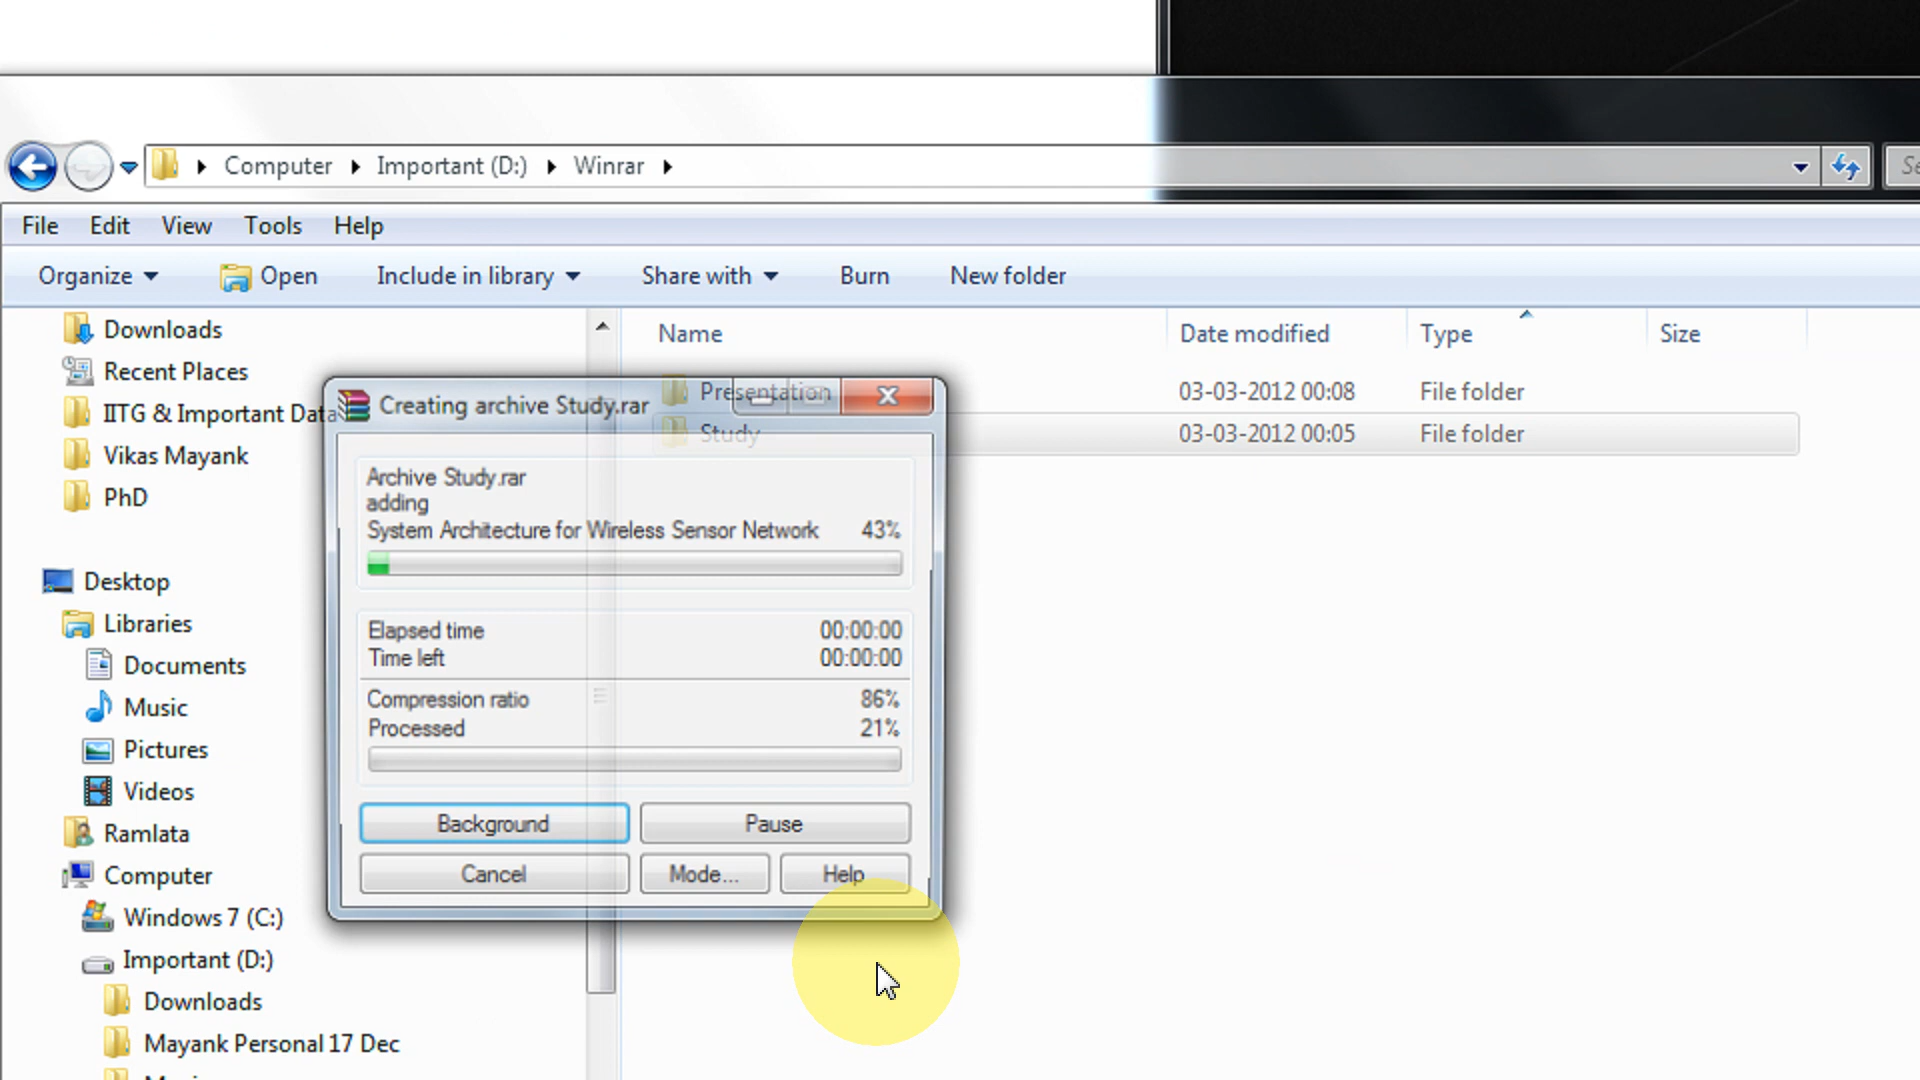 Computer Important (D:) Winrar
Se
File Edit View Tools Help
Organize Open Include in library Share with Burn New folder
Downloads
Recent Places
IITG & Important Data
Vikas Mayank
PhD
Desktop
Libraries
Documents
Music
Pictures
Videos
Ramlata
Computer
Windows 7 (C:)
Important (D:)
Downloads
Mayank Personal 17 Dec
Name Date modified Type Size
Presentation 03-03-2012 00:08 File folder
Study 03-03-2012 00:05 File folder
Creating archive Study.rar
Archive Study.rar
adding
System Architecture for Wireless Sensor Network 43%
Elapsed time 00:00:00
Time left 00:00:00
Compression ratio 86%
Processed 21%
Background Pause
Cancel Mode... Help